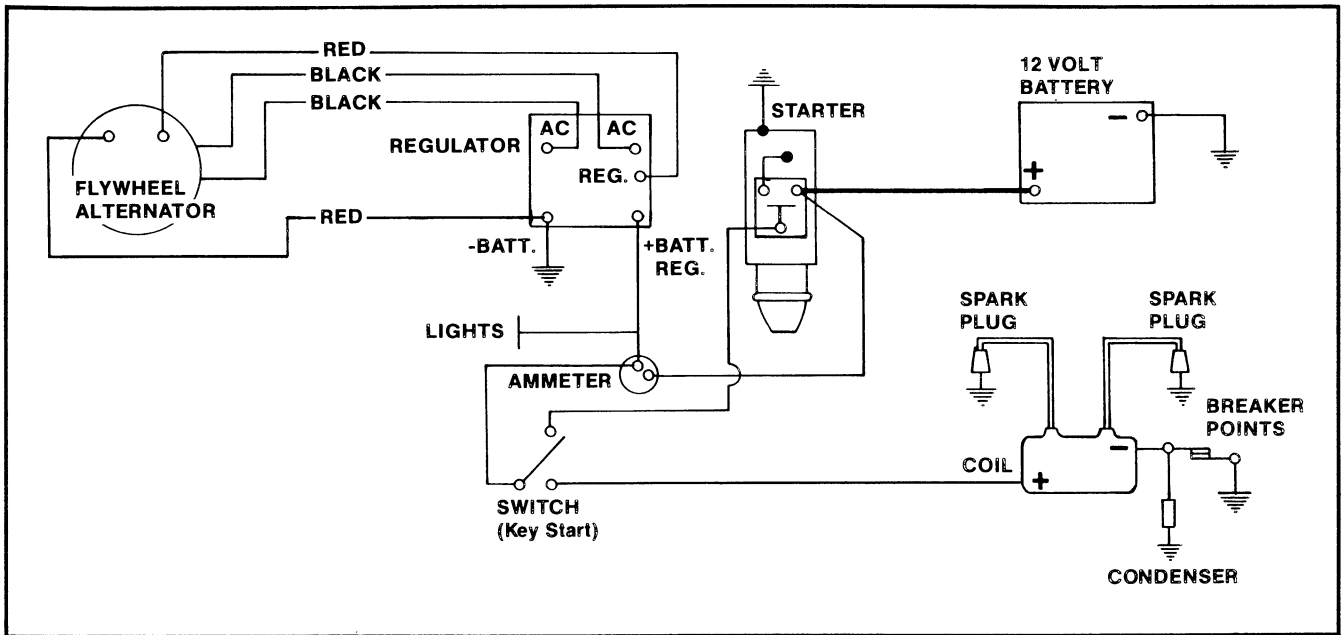 RED
BLACK
BLACK
FLYWHEEL
ALTERNATOR
RED
REGULATOR
AC AC
REG.
-BATT.
+BATT.
REG.
LIGHTS
AMMETER
SWITCH
(Key Start)
STARTER
12 VOLT
BATTERY
-
+
SPARK
PLUG
SPARK
PLUG
COIL
-
+
BREAKER
POINTS
CONDENSER